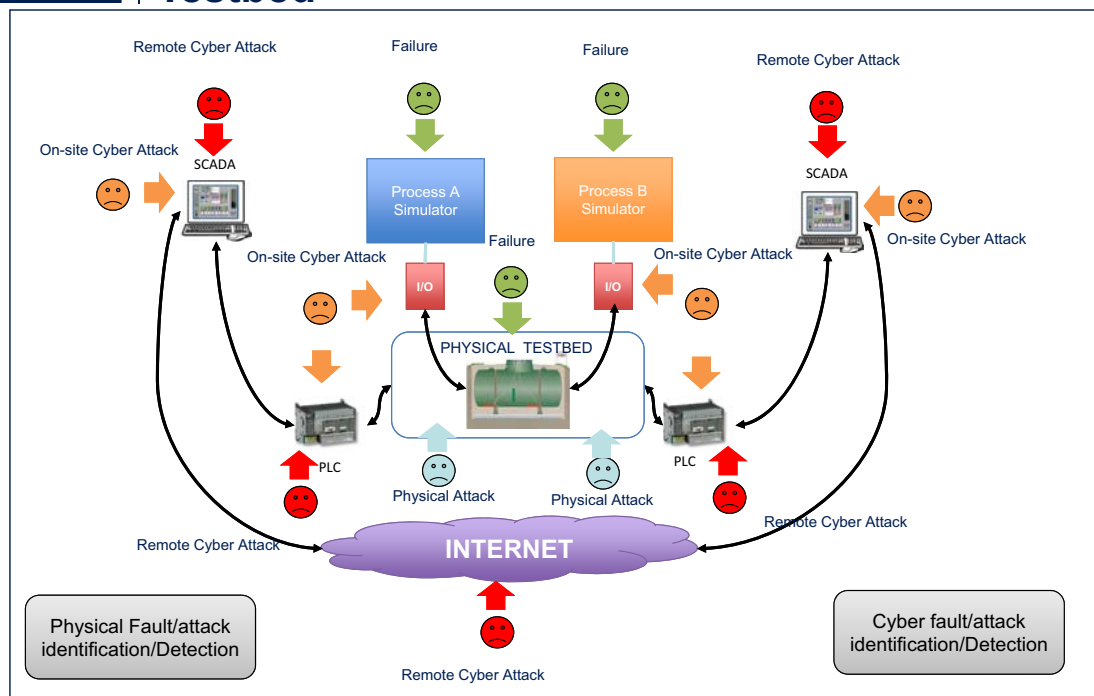 Testbed
Remote Cyber Attack
Failure
Failure
Remote Cyber Attack
On-site Cyber Attack
SCADA
SCADA
Process A
Simulator
Process B
Simulator
On-site Cyber Attack
Failure
On-site Cyber Attack
On-site Cyber Attack
I/O
I/O
PHYSICAL TESTBED
PLC
PLC
Physical Attack
Physical Attack
Remote Cyber Attack
Remote Cyber Attack
INTERNET
Physical Fault/attack
identification/Detection
Cyber fault/attack
identification/Detection
Remote Cyber Attack